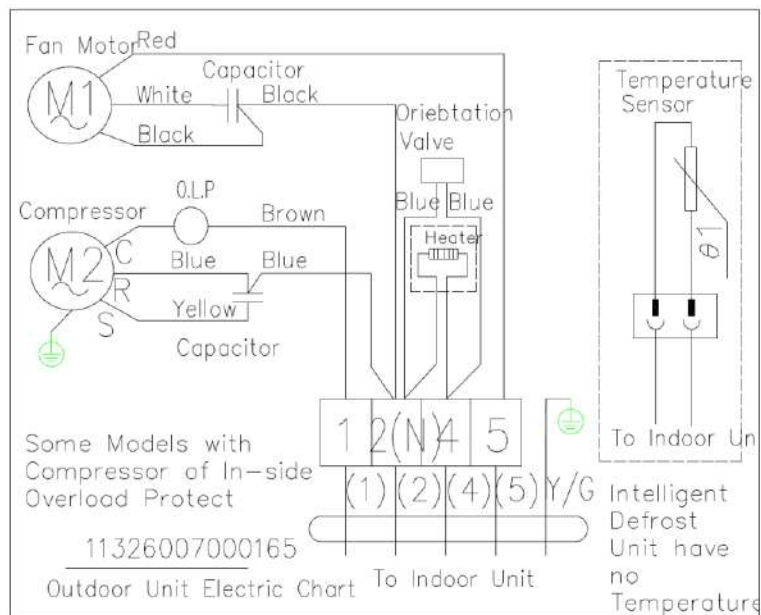 Fan Motor Red
M1
White
Black
Capacitor
Black
Oriebtation
Valve
Blue Blue
Heater
Temperature
Sensor
θ1
To Indoor Un
Compressor
O.L.P
Brown
M2
C
R
S
Blue
Blue
Yellow
Capacitor
1 2(N) 4 5
(1) (2) (4) (5) Y/G
Some Models with
Compressor of In-side
Overload Protect
11326007000165
Outdoor Unit Electric Chart
To Indoor Unit
Intelligent
Defrost
Unit have
no
Temperature